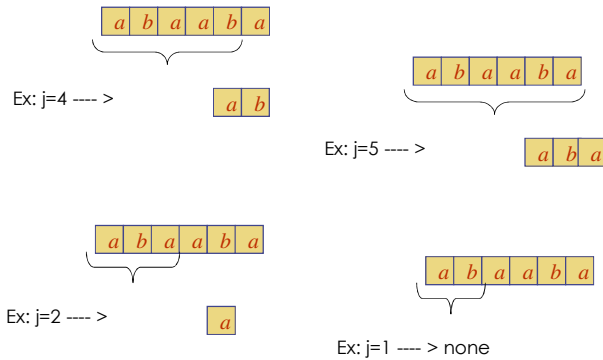 a b a a b a
Ex: j=4 ---- >
a b
a b a a b a
Ex: j=5 ---- >
a b a
a b a a b a
Ex: j=2 ---- >
a
a b a a b a
Ex: j=1 ---- > none